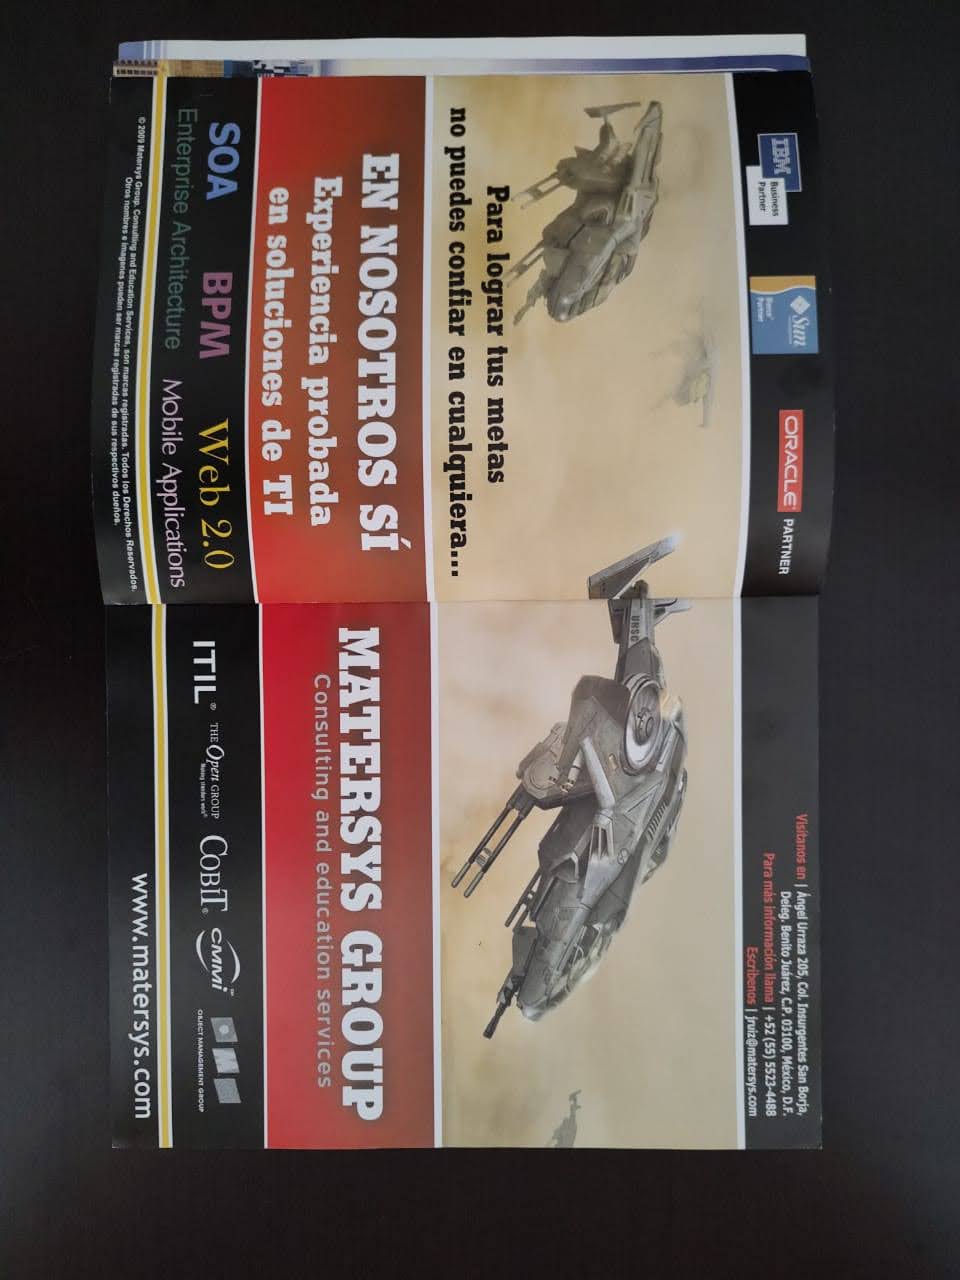 IBM
Business
Partner
Sun
Partner
ORACLE PARTNER
Visítanos en | Ángel Urraza 205, Col. Insurgentes San Borja,
Deleg. Benito Juárez, C.P. 03100, México, D.F.
Para más información llama | +52 (55) 5523-4488
Escríbenos | jruiz@matersys.com
Para lograr tus metas
no puedes confiar en cualquiera...
UNSC
EN NOSOTROS SÍ
Experiencia probada
en soluciones de TI
MATERSYS GROUP
Consulting and education services
SOA BPM Web 2.0
Enterprise Architecture Mobile Applications
ITIL® THE Open GROUP COBIT® CMMI™
OBJECT MANAGEMENT GROUP
© 2009 Matersys Group, Consulting and Education Services, son marcas registradas. Todos los Derechos Reservados.
Otros nombres e imagenes pueden ser marcas registradas de sus respectivos dueños.
www.matersys.com